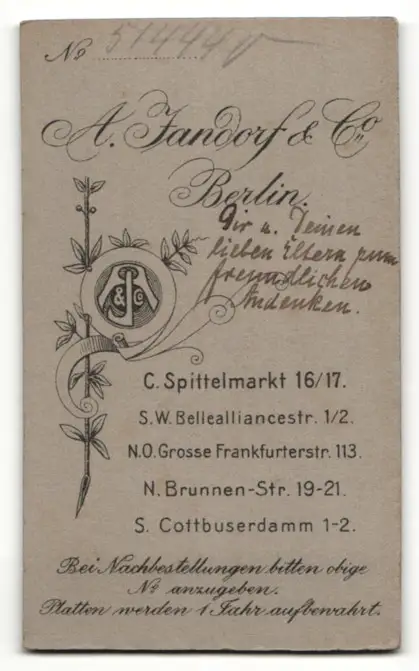 No 51444
A. Jandorf & Co
Berlin.
Dir u. Deinen
lieben Eltern zum
freundlichen
Andenken.
A J & Co
C. Spittelmarkt 16/17.
S.W. Bellealliancestr. 1/2.
N.O. Grosse Frankfurterstr. 113.
N. Brunnen-Str. 19-21.
S. Cottbuserdamm 1-2.
Bei Nachbestellungen bitten obige
No anzugeben.
Platten werden 1 Jahr aufbewahrt.